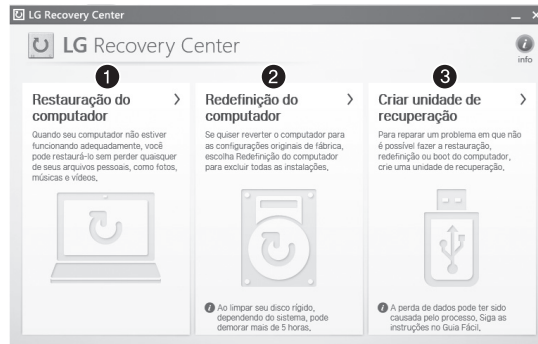 LG Recovery Center
LG Recovery Center
info
1
Restauração do
computador
Quando seu computador não estiver
funcionando adequadamente, você
pode restaurá-lo sem perder quaisquer
de seus arquivos pessoais, como fotos,
músicas e vídeos.
2
Redefinição do
computador
Se quiser reverter o computador para
as configurações originais de fábrica,
escolha Redefinição do computador
para excluir todas as instalações.
i Ao limpar seu disco rígido,
dependendo do sistema, pode
demorar mais de 5 horas.
3
Criar unidade de
recuperação
Para reparar um problema em que não
é possível fazer a restauração,
redefinição ou boot do computador,
crie uma unidade de recuperação.
i A perda de dados pode ter sido
causada pelo processo. Siga as
instruções no Guia Fácil.